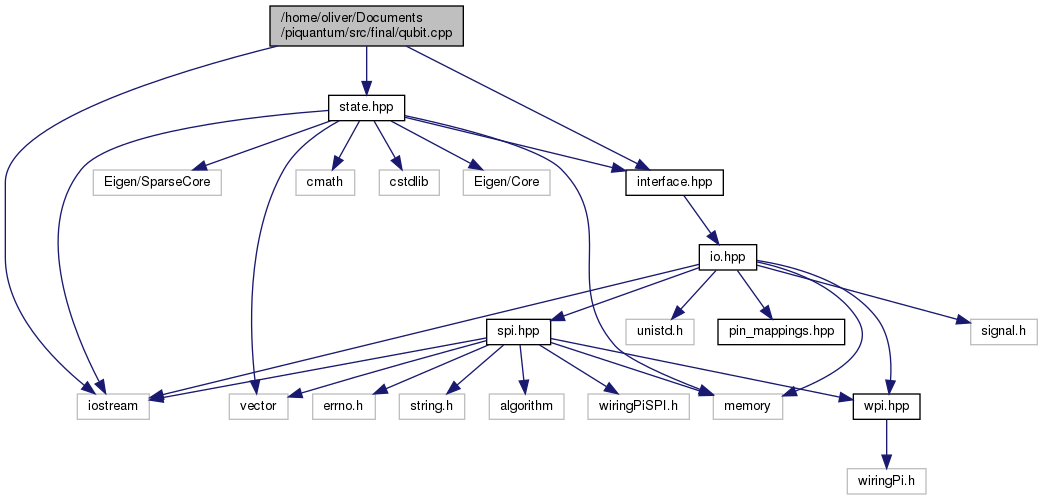 /home/oliver/Documents
/piquantum/src/final/qubit.cpp
state.hpp
Eigen/SparseCore
cmath
cstdlib
Eigen/Core
interface.hpp
io.hpp
spi.hpp
unistd.h
pin_mappings.hpp
signal.h
iostream
vector
errno.h
string.h
algorithm
wiringPiSPI.h
memory
wpi.hpp
wiringPi.h